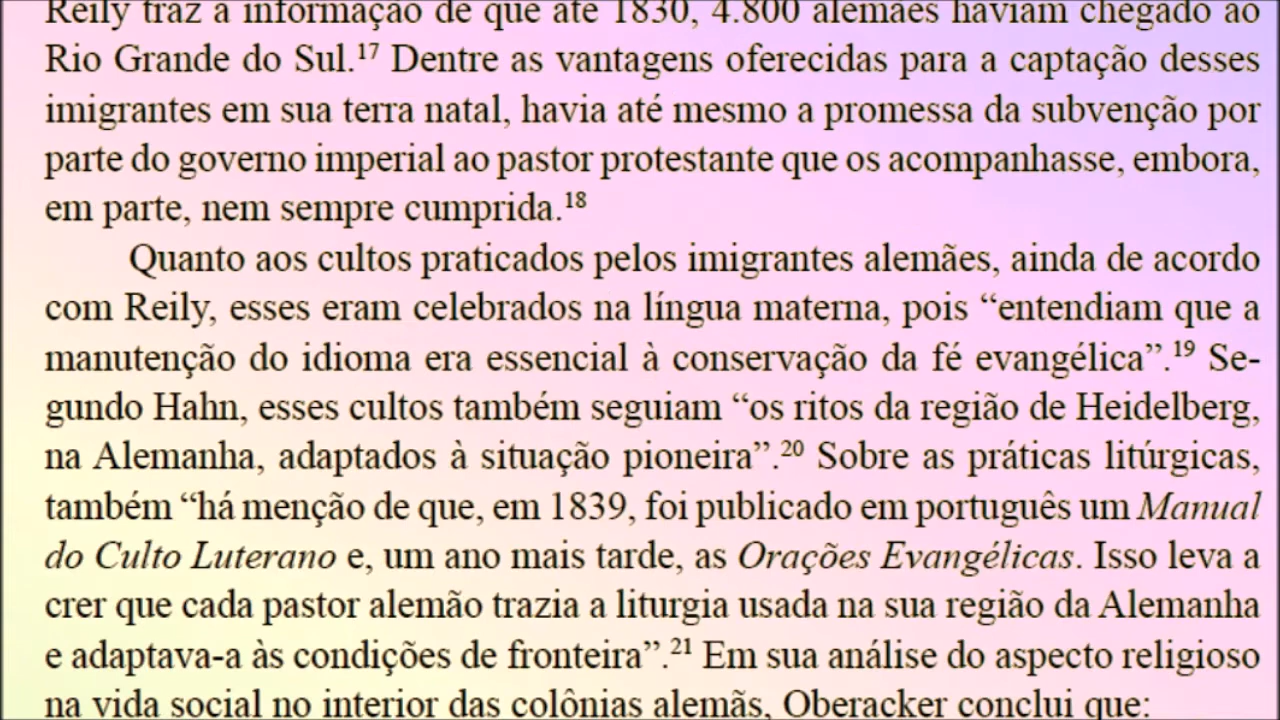 Reily traz a informação de que até 1830, 4.800 alemães haviam chegado ao
Rio Grande do Sul.¹⁷ Dentre as vantagens oferecidas para a captação desses
imigrantes em sua terra natal, havia até mesmo a promessa da subvenção por
parte do governo imperial ao pastor protestante que os acompanhasse, embora,
em parte, nem sempre cumprida.¹⁸
Quanto aos cultos praticados pelos imigrantes alemães, ainda de acordo
com Reily, esses eram celebrados na língua materna, pois “entendiam que a
manutenção do idioma era essencial à conservação da fé evangélica”.¹⁹ Se-
gundo Hahn, esses cultos também seguiam “os ritos da região de Heidelberg,
na Alemanha, adaptados à situação pioneira”.²⁰ Sobre as práticas litúrgicas,
também “há menção de que, em 1839, foi publicado em português um Manual
do Culto Luterano e, um ano mais tarde, as Orações Evangélicas. Isso leva a
crer que cada pastor alemão trazia a liturgia usada na sua região da Alemanha
e adaptava-a às condições de fronteira”.²¹ Em sua análise do aspecto religioso
na vida social no interior das colônias alemãs, Oberacker conclui que: